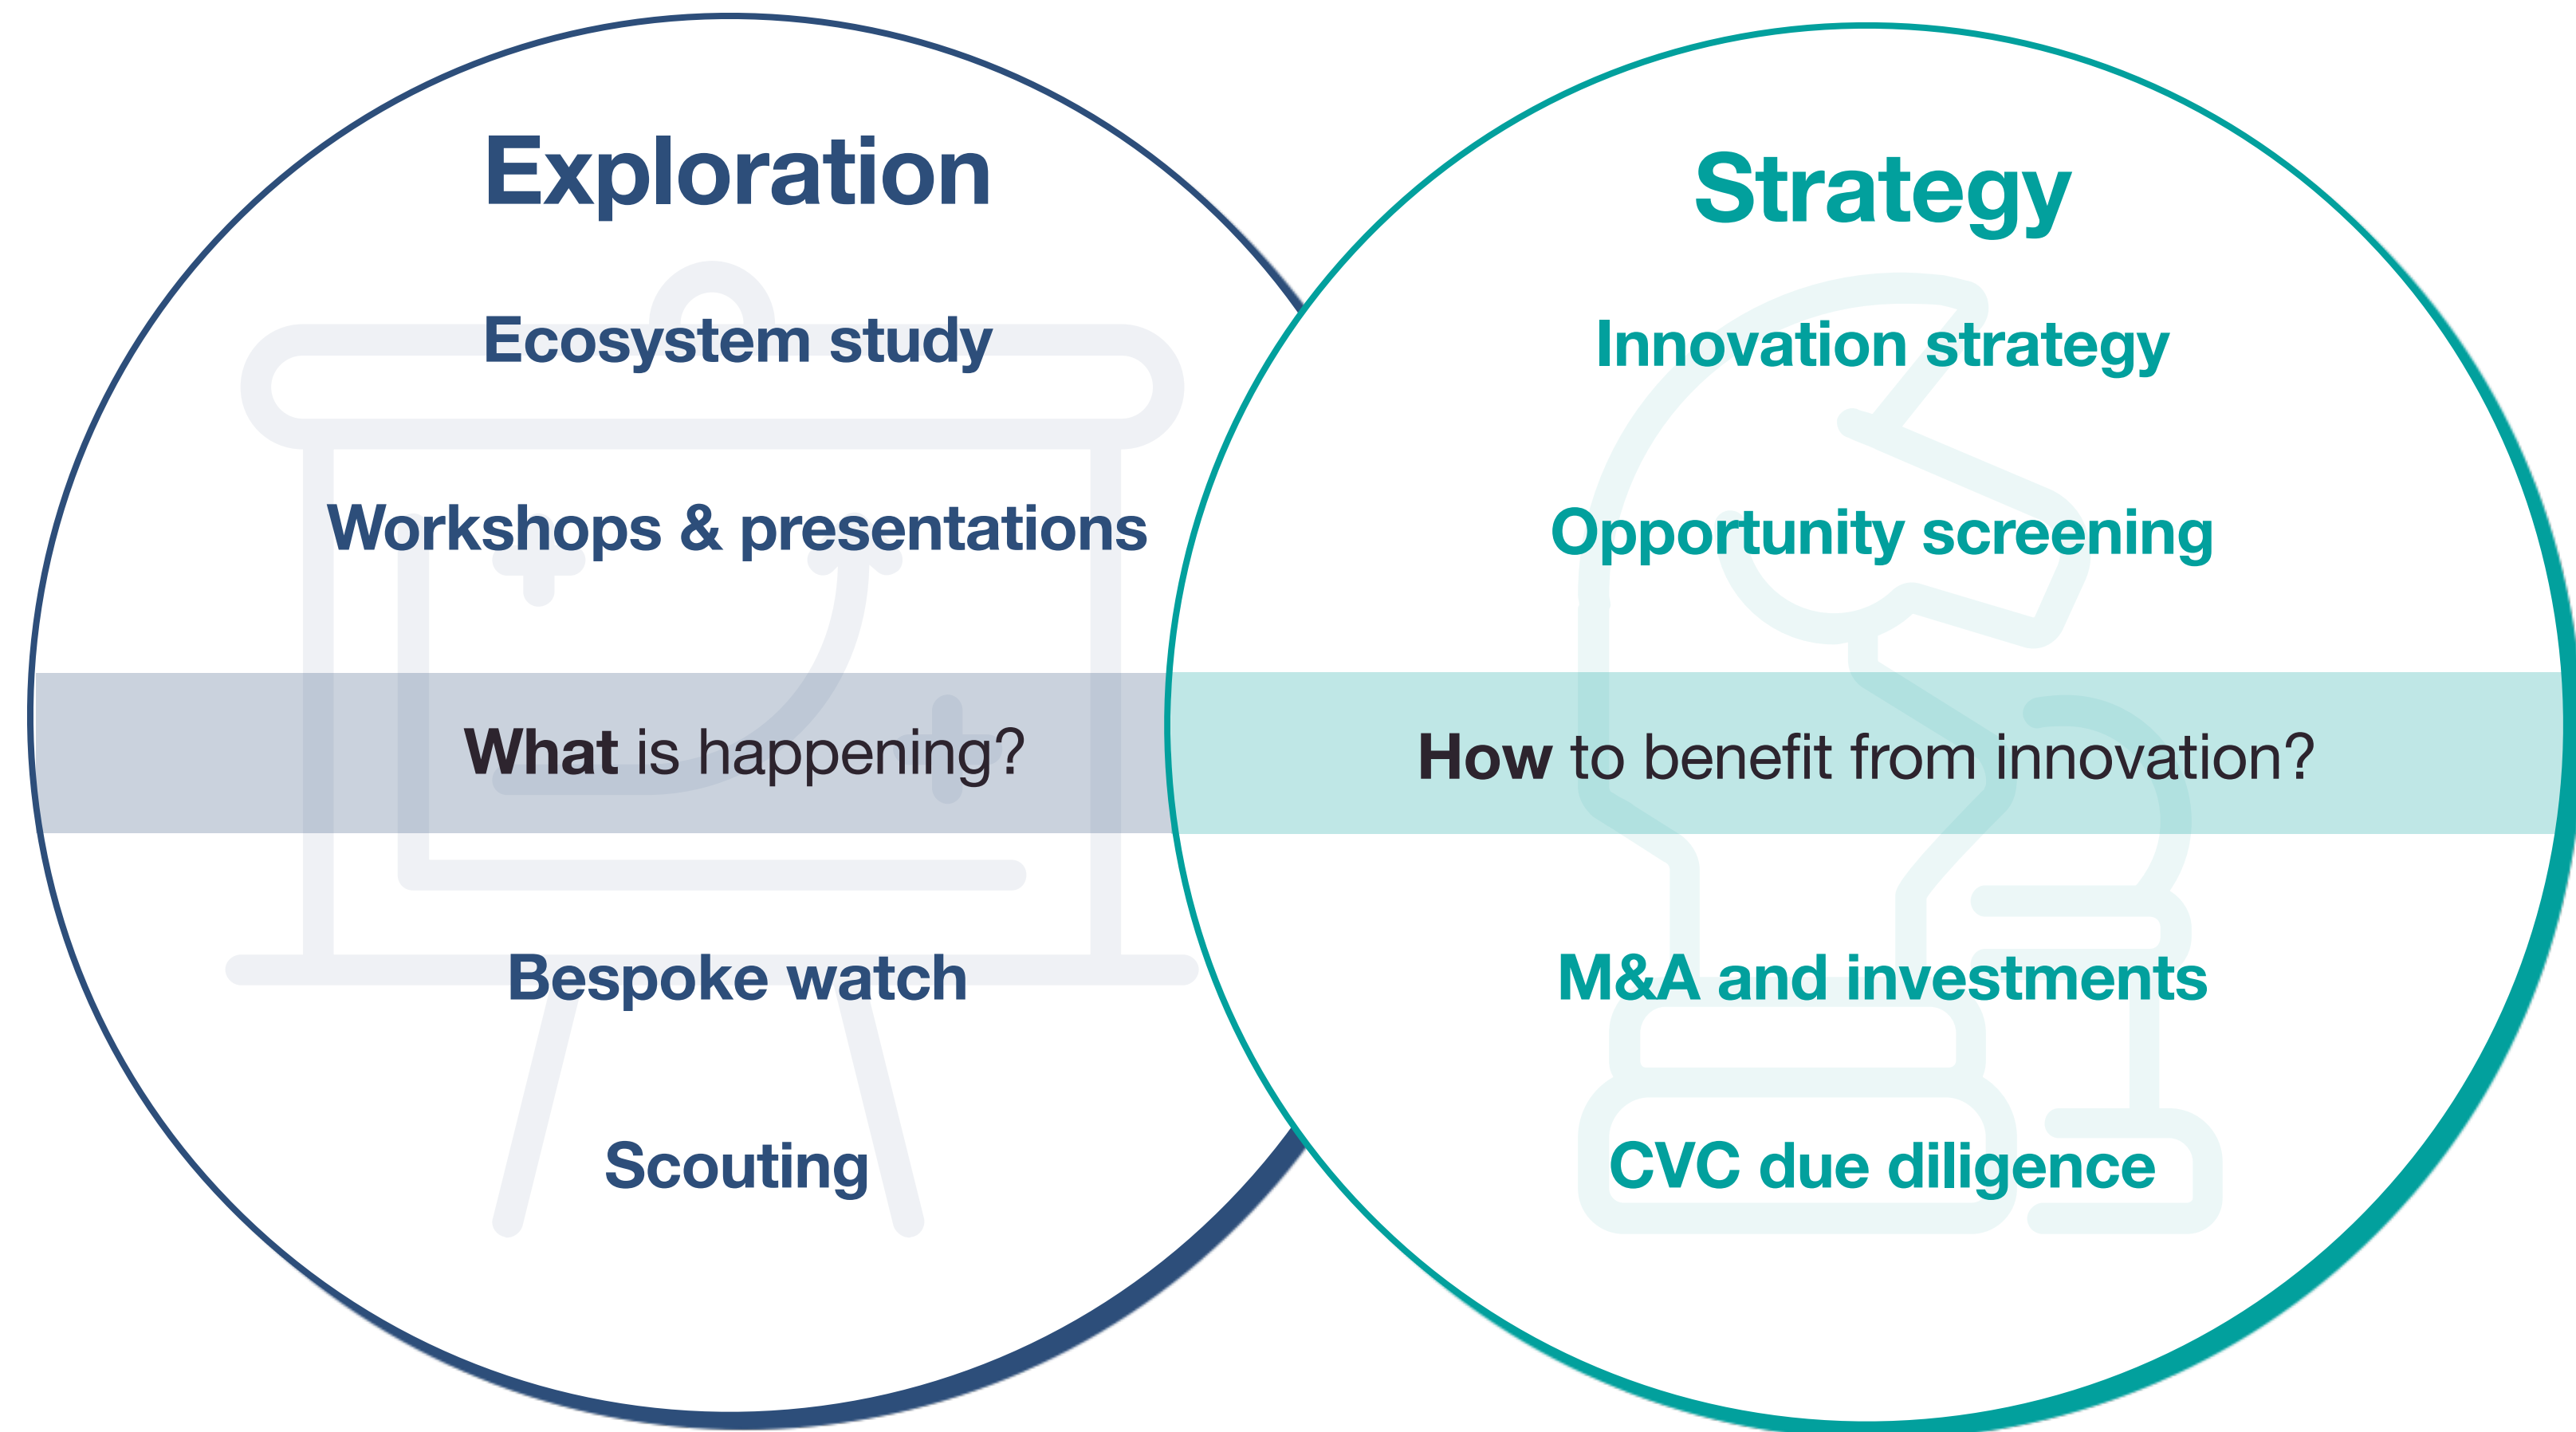 Exploration
Ecosystem study
Workshops & presentations
What is happening?
Bespoke watch
Scouting
Strategy
Innovation strategy
Opportunity screening
How to benefit from innovation?
M&A and investments
CVC due diligence